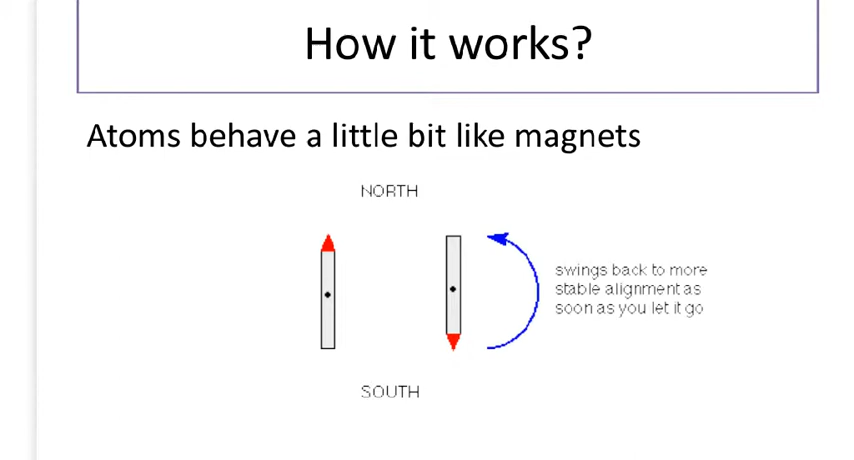 How it works?
Atoms behave a little bit like magnets
NORTH
swings back to more
stable alignment as
soon as you let it go
SOUTH